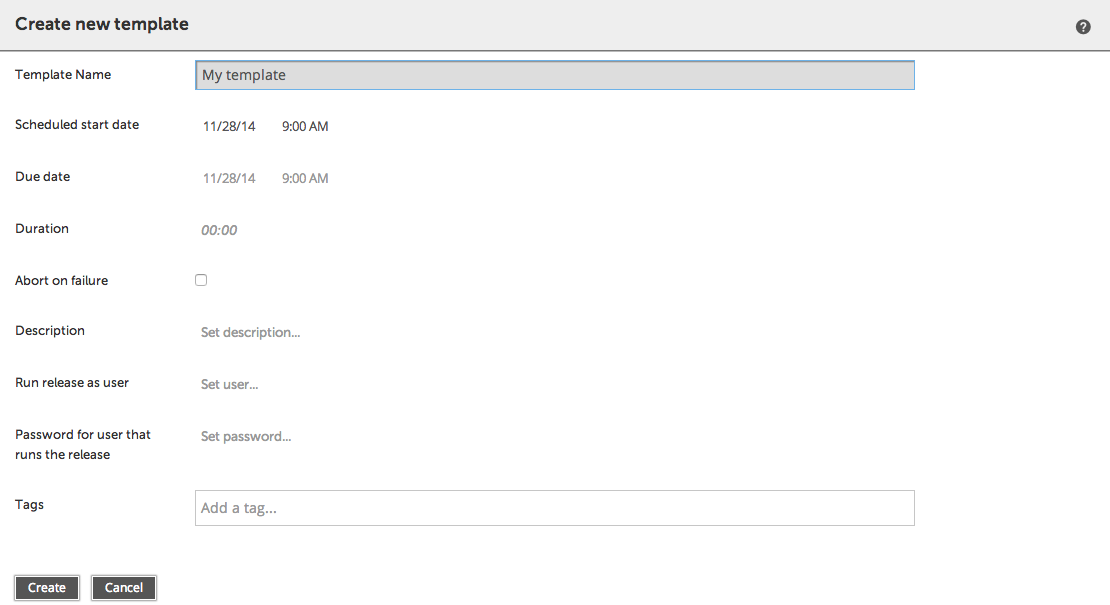 Create new template
?
Template Name
My template
Scheduled start date
11/28/14 9:00 AM
Due date
11/28/14 9:00 AM
Duration
00:00
Abort on failure
Description
Set description...
Run release as user
Set user...
Password for user that
runs the release
Set password...
Tags
Add a tag...
Create
Cancel